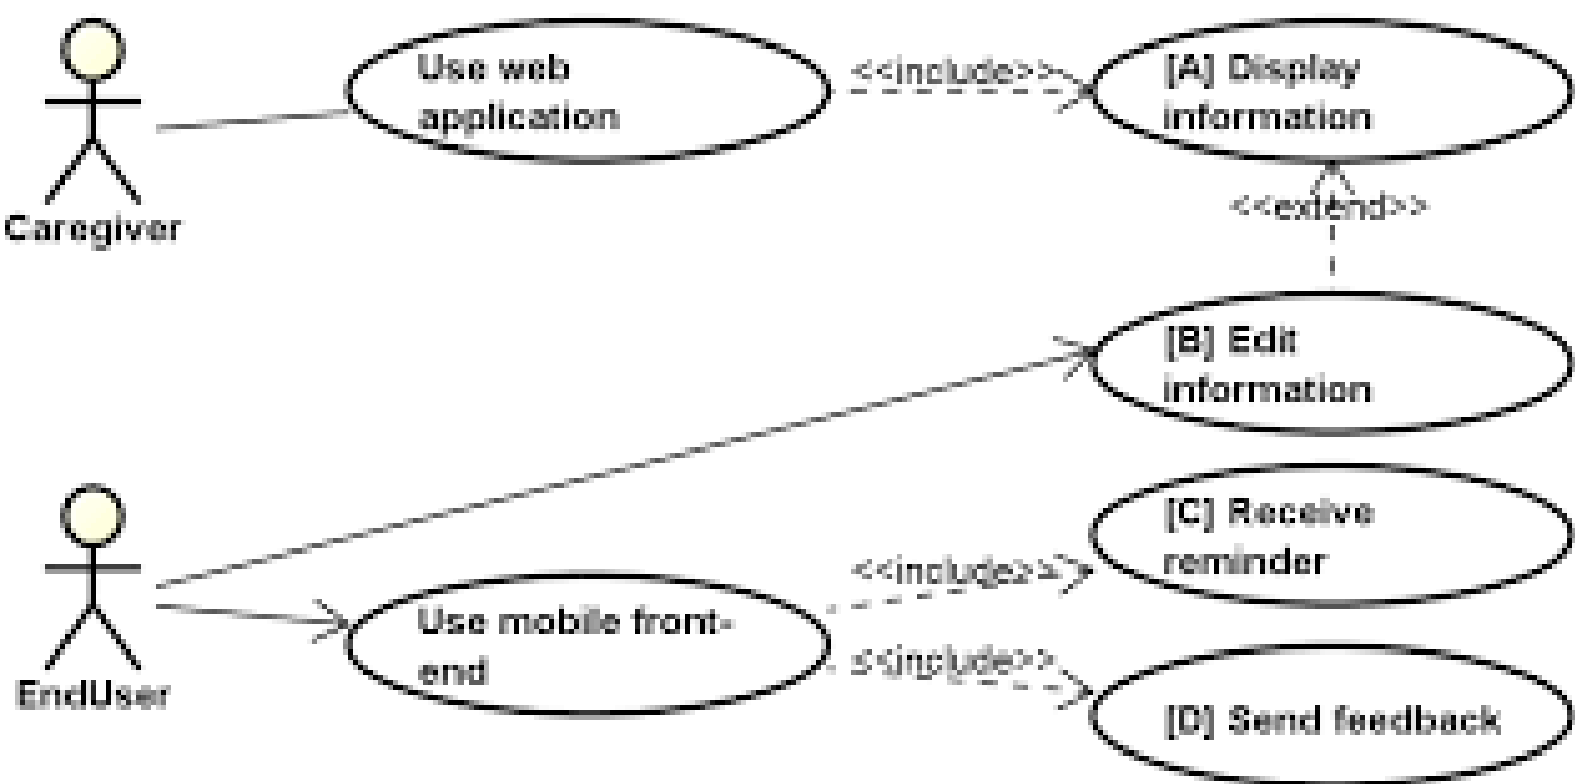 Use web
application
<<include>>
[A] Display
information
Caregiver
<<extend>>
[B] Edit
information
[C] Receive
reminder
<<include>>
Use mobile front-
end
<<include>>
EndUser
[D] Send feedback